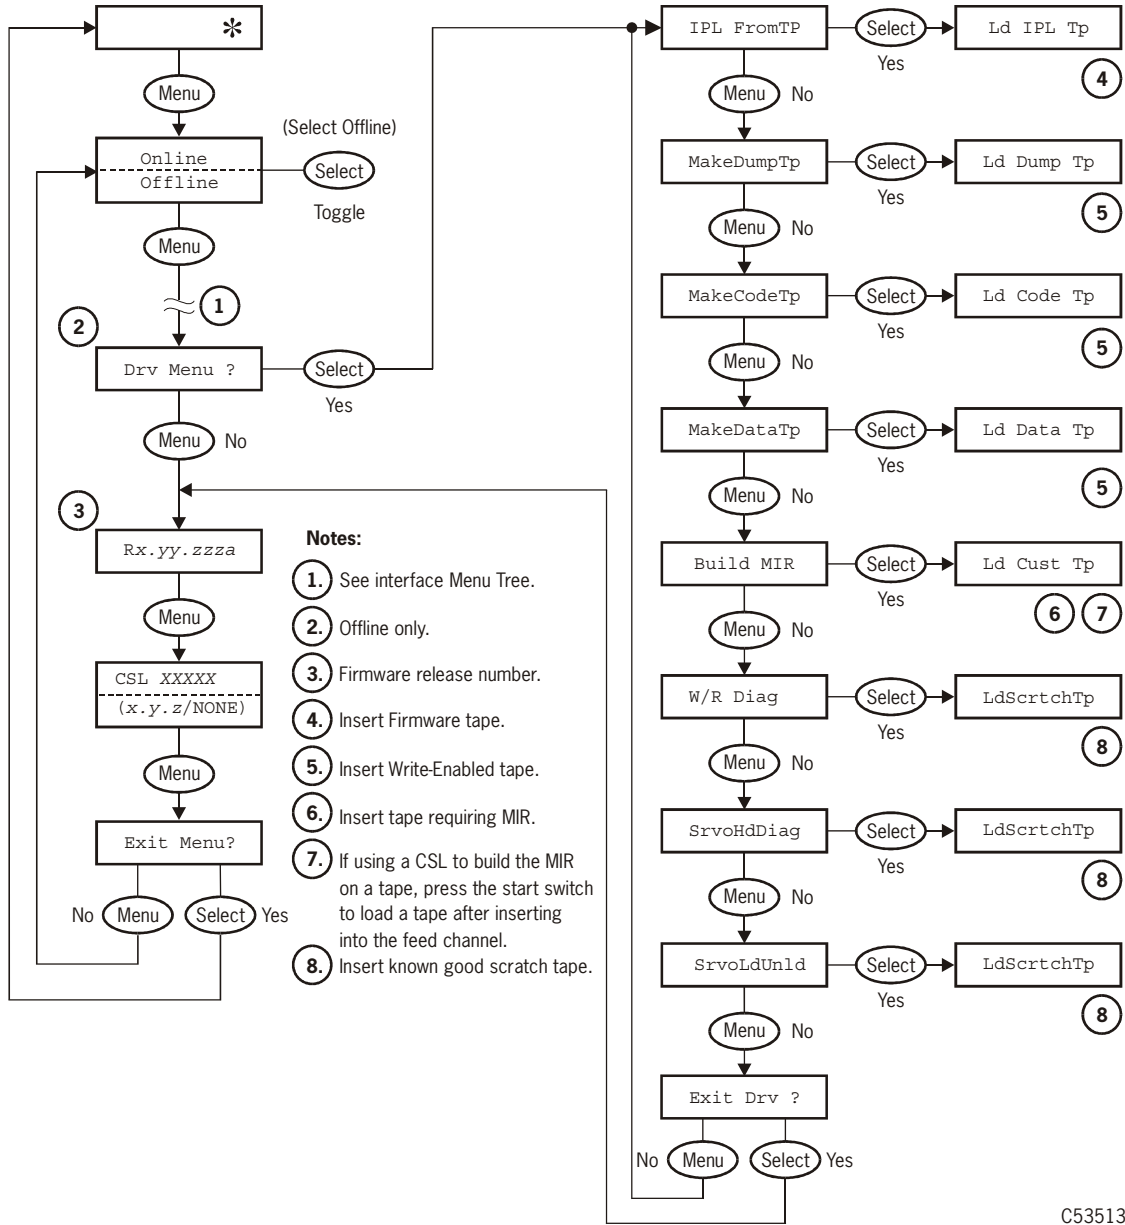 *
Menu
Online
Offline
(Select Offline)
Select
Toggle
Menu
1
2
Drv Menu ?
Select
Yes
Menu No
3
Rx.yy.zzza
Menu
CSL XXXXX
(x.y.z/NONE)
Menu
Exit Menu?
No Menu Select Yes
Notes:
1. See interface Menu Tree.
2. Offline only.
3. Firmware release number.
4. Insert Firmware tape.
5. Insert Write-Enabled tape.
6. Insert tape requiring MIR.
7. If using a CSL to build the MIR
on a tape, press the start switch
to load a tape after inserting
into the feed channel.
8. Insert known good scratch tape.
IPL FromTP Select Ld IPL Tp
Yes
4
Menu No
MakeDumpTp Select Ld Dump Tp
Yes
5
Menu No
MakeCodeTp Select Ld Code Tp
Yes
5
Menu No
MakeDataTp Select Ld Data Tp
Yes
5
Menu No
Build MIR Select Ld Cust Tp
Yes
6 7
Menu No
W/R Diag Select LdScrtchTp
Yes
8
Menu No
SrvoHdDiag Select LdScrtchTp
Yes
8
Menu No
SrvoLdUnld Select LdScrtchTp
Yes
8
Menu No
Exit Drv ?
No Menu Select Yes
C53513